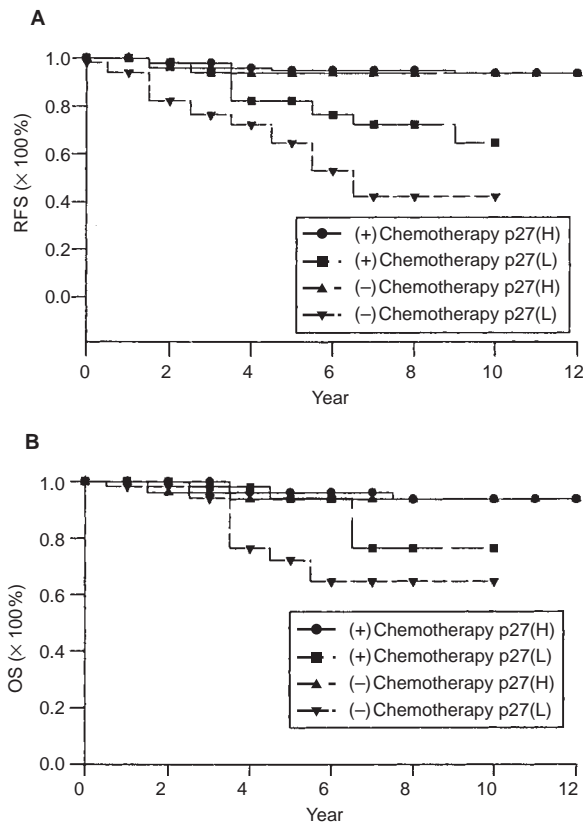 A
1.0
0.8
0.6
0.4
0.2
0.0
RFS (× 100%)
(+) Chemotherapy p27(H)
(+) Chemotherapy p27(L)
(–) Chemotherapy p27(H)
(–) Chemotherapy p27(L)
0 2 4 6 8 10 12
Year
B
1.0
0.8
0.6
0.4
0.2
0.0
OS (× 100%)
(+) Chemotherapy p27(H)
(+) Chemotherapy p27(L)
(–) Chemotherapy p27(H)
(–) Chemotherapy p27(L)
0 2 4 6 8 10 12
Year